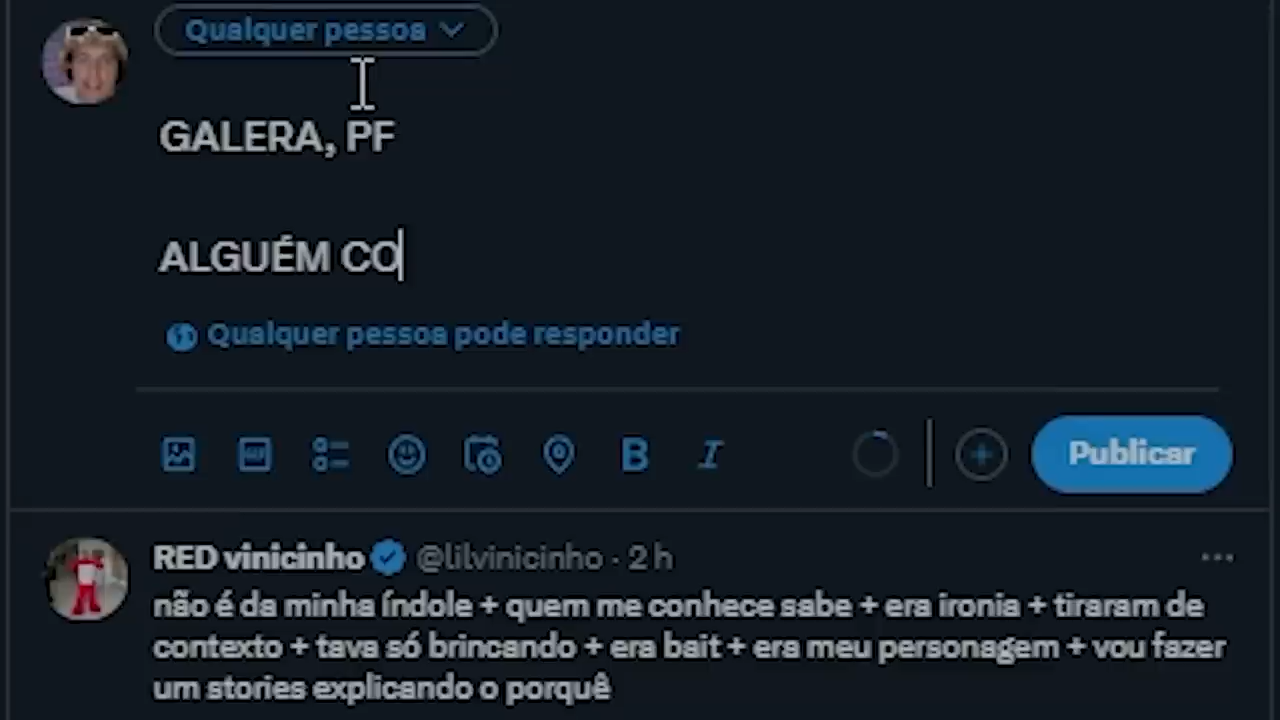 Qualquer pessoa
GALERA, PF
ALGUÉM CO
Qualquer pessoa pode responder
GIF
B I
Publicar
RED vinicinho @lilvinicinho · 2 h
não é da minha índole + quem me conhece sabe + era ironia + tiraram de
contexto + tava só brincando + era bait + era meu personagem + vou fazer
um stories explicando o porquê